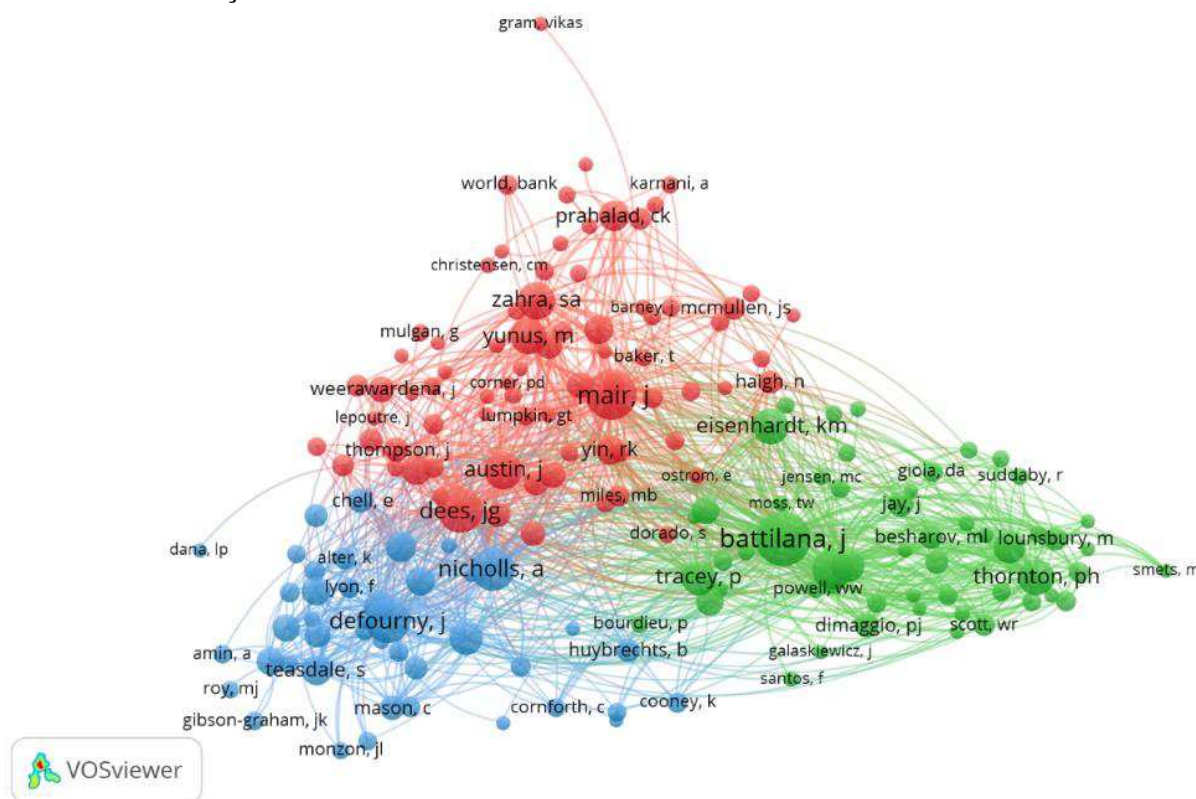 gram, vikas
world, bank
karnani, a
prahalad, ck
christensen, cm
zahra, sa
barney, j
mcmullen, js
mulgan, g
yunus, m
baker, t
weerawardena, j
corner, pd
mair, j
haigh, n
lepoutre, j
lumpkin, gt
eisenhardt, km
thompson, j
austin, j
yin, rk
ostrom, e
jensen, mc
gioia, da
suddaby, r
chell, e
dees, jg
miles, mb
moss, tw
jay, j
dorado, s
battilana, j
besharov, ml
lounsbury, m
dana, lp
alter, k
nicholls, a
lyon, f
tracey, p
powell, ww
thornton, ph
smets, m
defourny, j
bourdieu, p
dimaggio, pj
scott, wr
amin, a
teasdale, s
huybrechts, b
galaskiewicz, j
santos, f
roy, mj
mason, c
cornforth, c
cooney, k
gibson-graham, jk
monzon, jl
VOSviewer